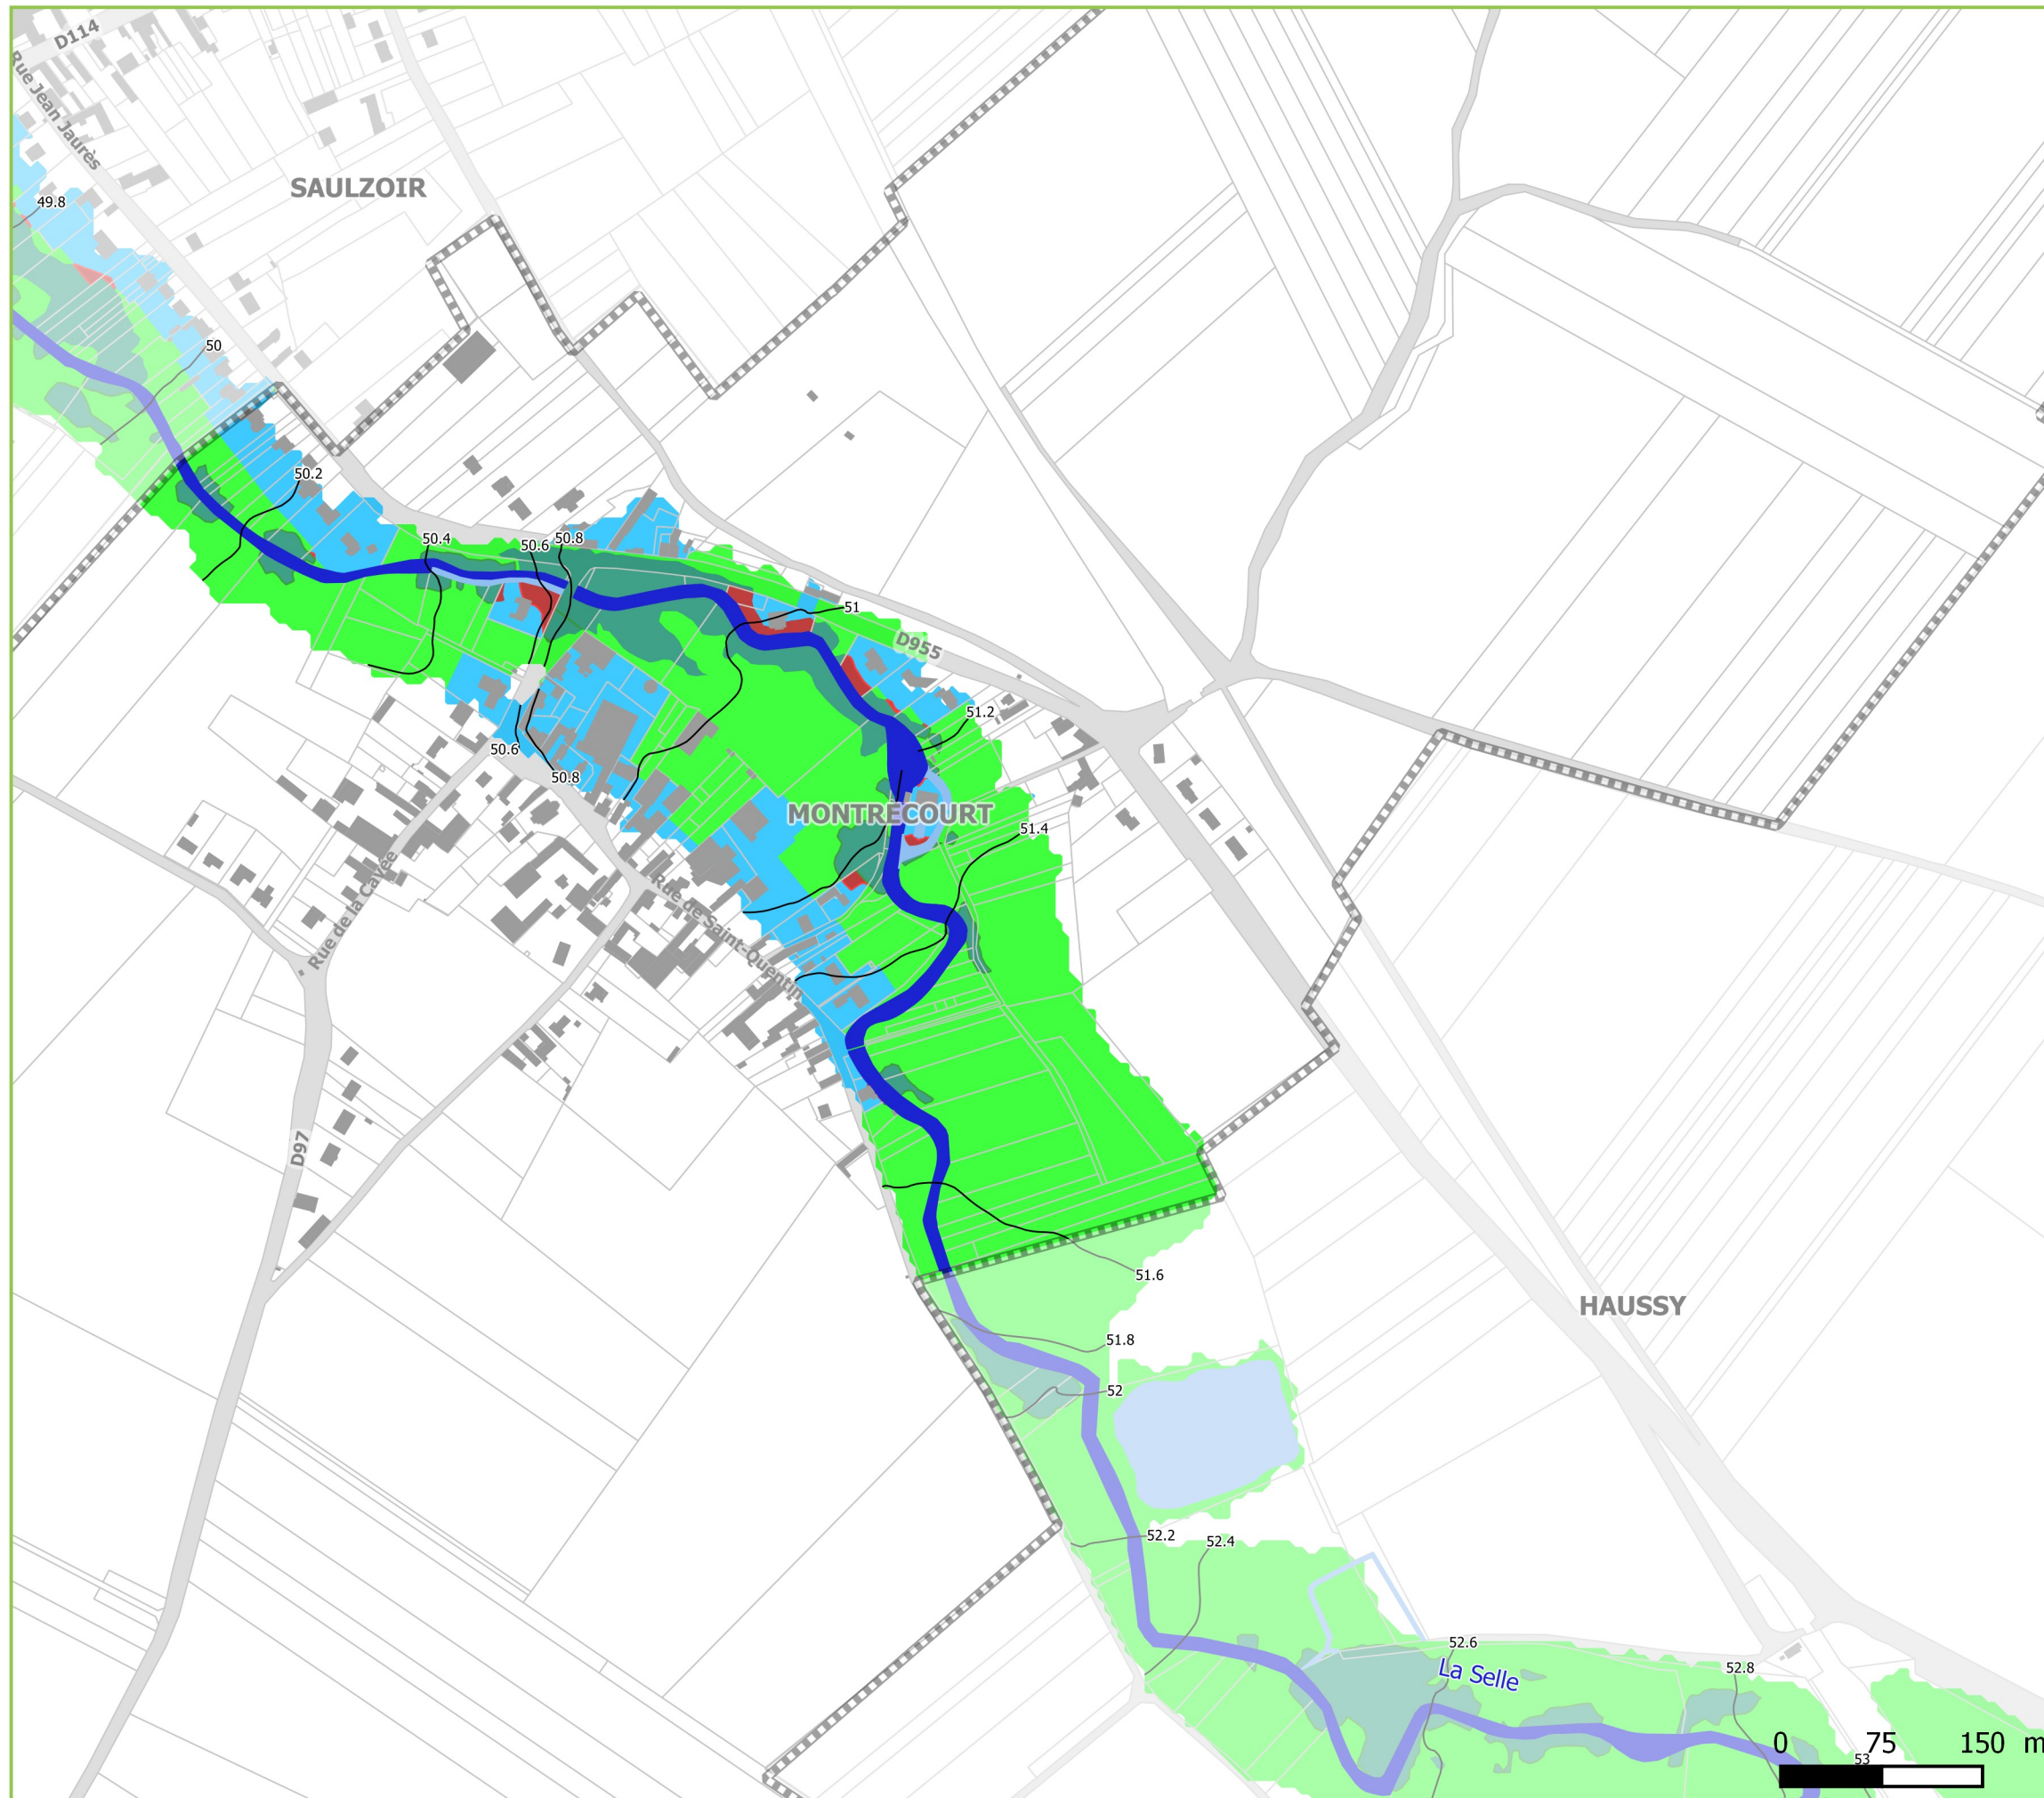 D114
Rue Jean Jaurès
SAULZOIR
49.8
50
50.2
50.4
50.6
50.8
51
D955
51.2
50.6
50.8
MONTRECOURT
51.4
Rue de la Cavée
Rue de Saint-Quentin
D97
51.6
HAUSSY
51.8
52
52.2
52.4
52.6
La Selle
52.8
53
0 75 150 m